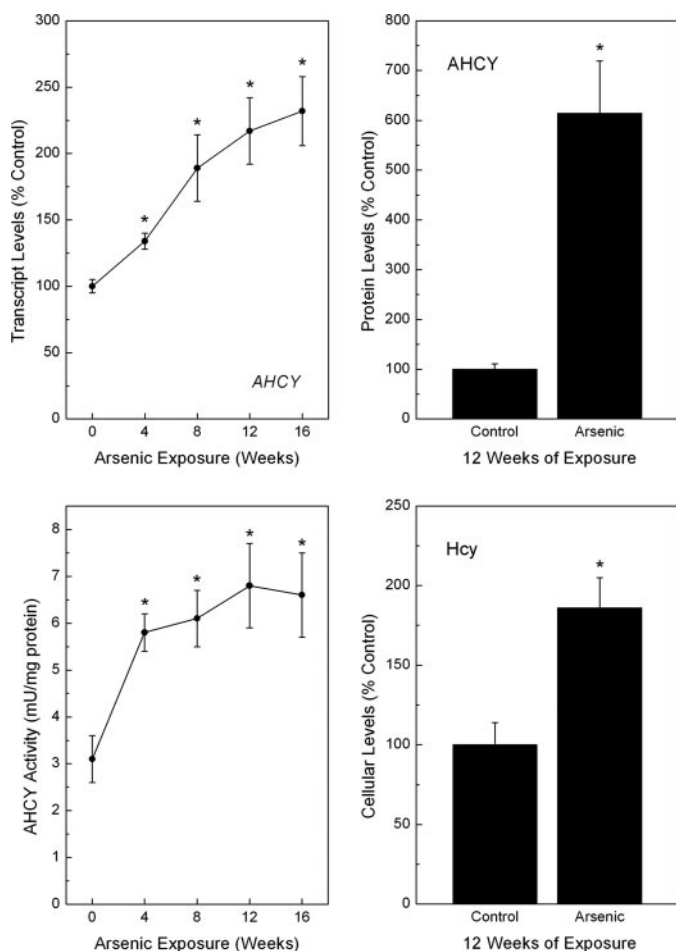 300
250
200
150
100
50
0
Transcript Levels (% Control)
*
*
*
*
AHCY
0 4 8 12 16
Arsenic Exposure (Weeks)
800
700
600
500
400
300
200
100
0
Protein Levels (% Control)
AHCY
*
Control Arsenic
12 Weeks of Exposure
8
7
6
5
4
3
2
1
0
AHCY Activity (mU/mg protein)
*
*
*
*
0 4 8 12 16
Arsenic Exposure (Weeks)
250
200
150
100
50
0
Cellular Levels (% Control)
Hcy
*
Control Arsenic
12 Weeks of Exposure